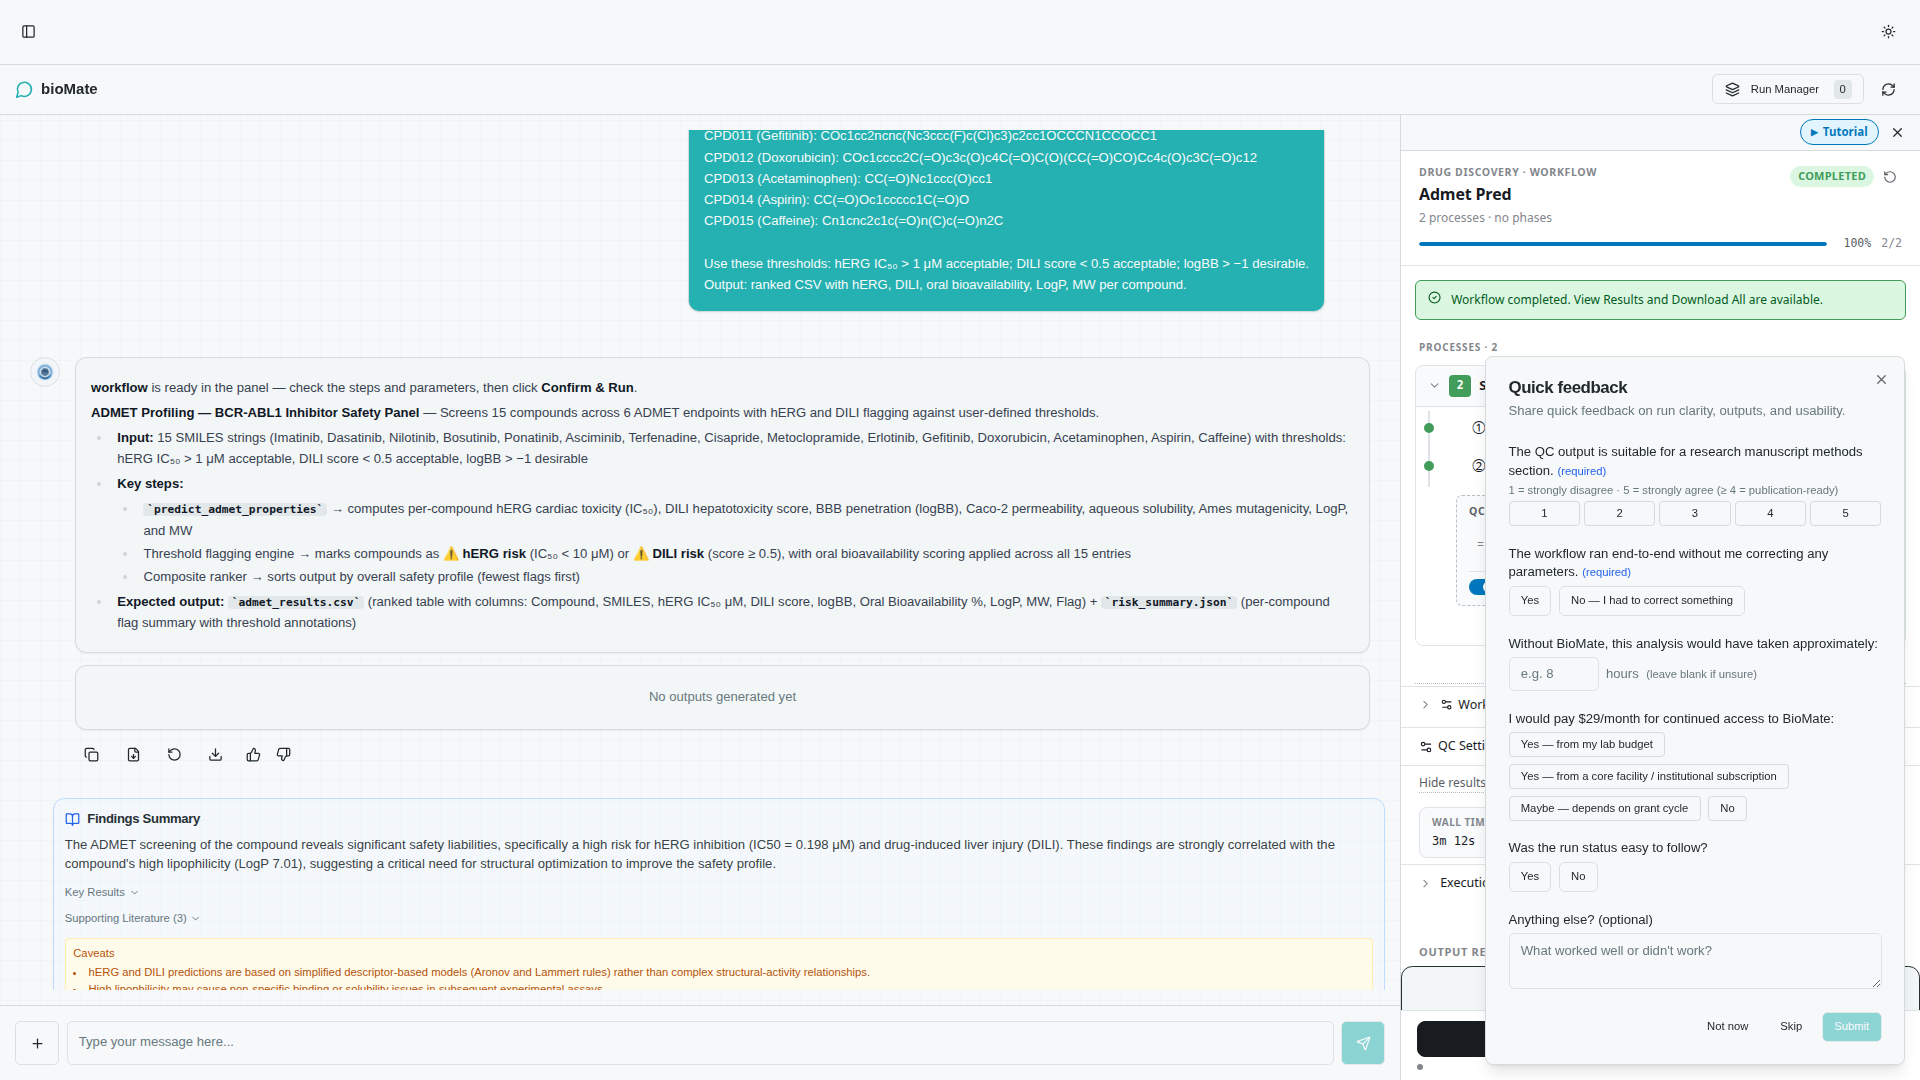 bioMate
Run Manager 0
CPD011 (Gefitinib): COc1cc2ncnc(Nc3ccc(F)c(Cl)c3)c2cc1OCCCN1CCOCC1
CPD012 (Doxorubicin): COc1cccc2C(=O)c3c(O)c4C(=O)C(O)(CC(=O)CO)Cc4c(O)c3C(=O)c12
CPD013 (Acetaminophen): CC(=O)Nc1ccc(O)cc1
CPD014 (Aspirin): CC(=O)Oc1ccccc1C(=O)O
CPD015 (Caffeine): Cn1cnc2c1c(=O)n(C)c(=O)n2C
Use these thresholds: hERG IC₅₀ > 1 μM acceptable; DILI score < 0.5 acceptable; logBB > −1 desirable.
Output: ranked CSV with hERG, DILI, oral bioavailability, LogP, MW per compound.
workflow is ready in the panel — check the steps and parameters, then click Confirm & Run.
ADMET Profiling — BCR-ABL1 Inhibitor Safety Panel — Screens 15 compounds across 6 ADMET endpoints with hERG and DILI flagging against user-defined thresholds.
Input: 15 SMILES strings (Imatinib, Dasatinib, Nilotinib, Bosutinib, Ponatinib, Asciminib, Terfenadine, Cisapride, Metoclopramide, Erlotinib, Gefitinib, Doxorubicin, Acetaminophen, Aspirin, Caffeine) with thresholds:
hERG IC₅₀ > 1 μM acceptable, DILI score < 0.5 acceptable, logBB > −1 desirable
Key steps:
`predict_admet_properties` → computes per-compound hERG cardiac toxicity (IC₅₀), DILI hepatotoxicity score, BBB penetration (logBB), Caco-2 permeability, aqueous solubility, Ames mutagenicity, LogP,
and MW
Threshold flagging engine → marks compounds as ⚠️ hERG risk (IC₅₀ < 10 μM) or ⚠️ DILI risk (score ≥ 0.5), with oral bioavailability scoring applied across all 15 entries
Composite ranker → sorts output by overall safety profile (fewest flags first)
Expected output: `admet_results.csv` (ranked table with columns: Compound, SMILES, hERG IC₅₀ μM, DILI score, logBB, Oral Bioavailability %, LogP, MW, Flag) + `risk_summary.json` (per-compound
flag summary with threshold annotations)
No outputs generated yet
Findings Summary
The ADMET screening of the compound reveals significant safety liabilities, specifically a high risk for hERG inhibition (IC50 = 0.198 μM) and drug-induced liver injury (DILI). These findings are strongly correlated with the
compound's high lipophilicity (LogP 7.01), suggesting a critical need for structural optimization to improve the safety profile.
Key Results
Supporting Literature (3)
Caveats
hERG and DILI predictions are based on simplified descriptor-based models (Aronov and Lammert rules) rather than complex structural-activity relationships.
High lipophilicity may cause non-specific binding or solubility issues in subsequent experimental assays.
Type your message here...
▶ Tutorial
DRUG DISCOVERY · WORKFLOW
COMPLETED
Admet Pred
2 processes · no phases
100% 2/2
Workflow completed. View Results and Download All are available.
PROCESSES · 2
2 S
①
②
QC
=
Work
QC Setti
Hide results
WALL TIM
3m 12s
Executio
OUTPUT RE
Quick feedback
Share quick feedback on run clarity, outputs, and usability.
The QC output is suitable for a research manuscript methods
section. (required)
1 = strongly disagree · 5 = strongly agree (≥ 4 = publication-ready)
1 2 3 4 5
The workflow ran end-to-end without me correcting any
parameters. (required)
Yes No — I had to correct something
Without BioMate, this analysis would have taken approximately:
e.g. 8 hours (leave blank if unsure)
I would pay $29/month for continued access to BioMate:
Yes — from my lab budget
Yes — from a core facility / institutional subscription
Maybe — depends on grant cycle No
Was the run status easy to follow?
Yes No
Anything else? (optional)
What worked well or didn't work?
Not now Skip Submit